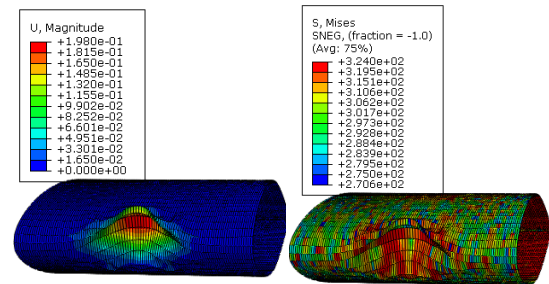 U, Magnitude
+1.980e-01
+1.815e-01
+1.650e-01
+1.485e-01
+1.320e-01
+1.155e-01
+9.902e-02
+8.252e-02
+6.601e-02
+4.951e-02
+3.301e-02
+1.650e-02
+0.000e+00
S, Mises
SNEG, (fraction = -1.0)
(Avg: 75%)
+3.240e+02
+3.195e+02
+3.151e+02
+3.106e+02
+3.062e+02
+3.017e+02
+2.973e+02
+2.928e+02
+2.884e+02
+2.839e+02
+2.795e+02
+2.750e+02
+2.706e+02